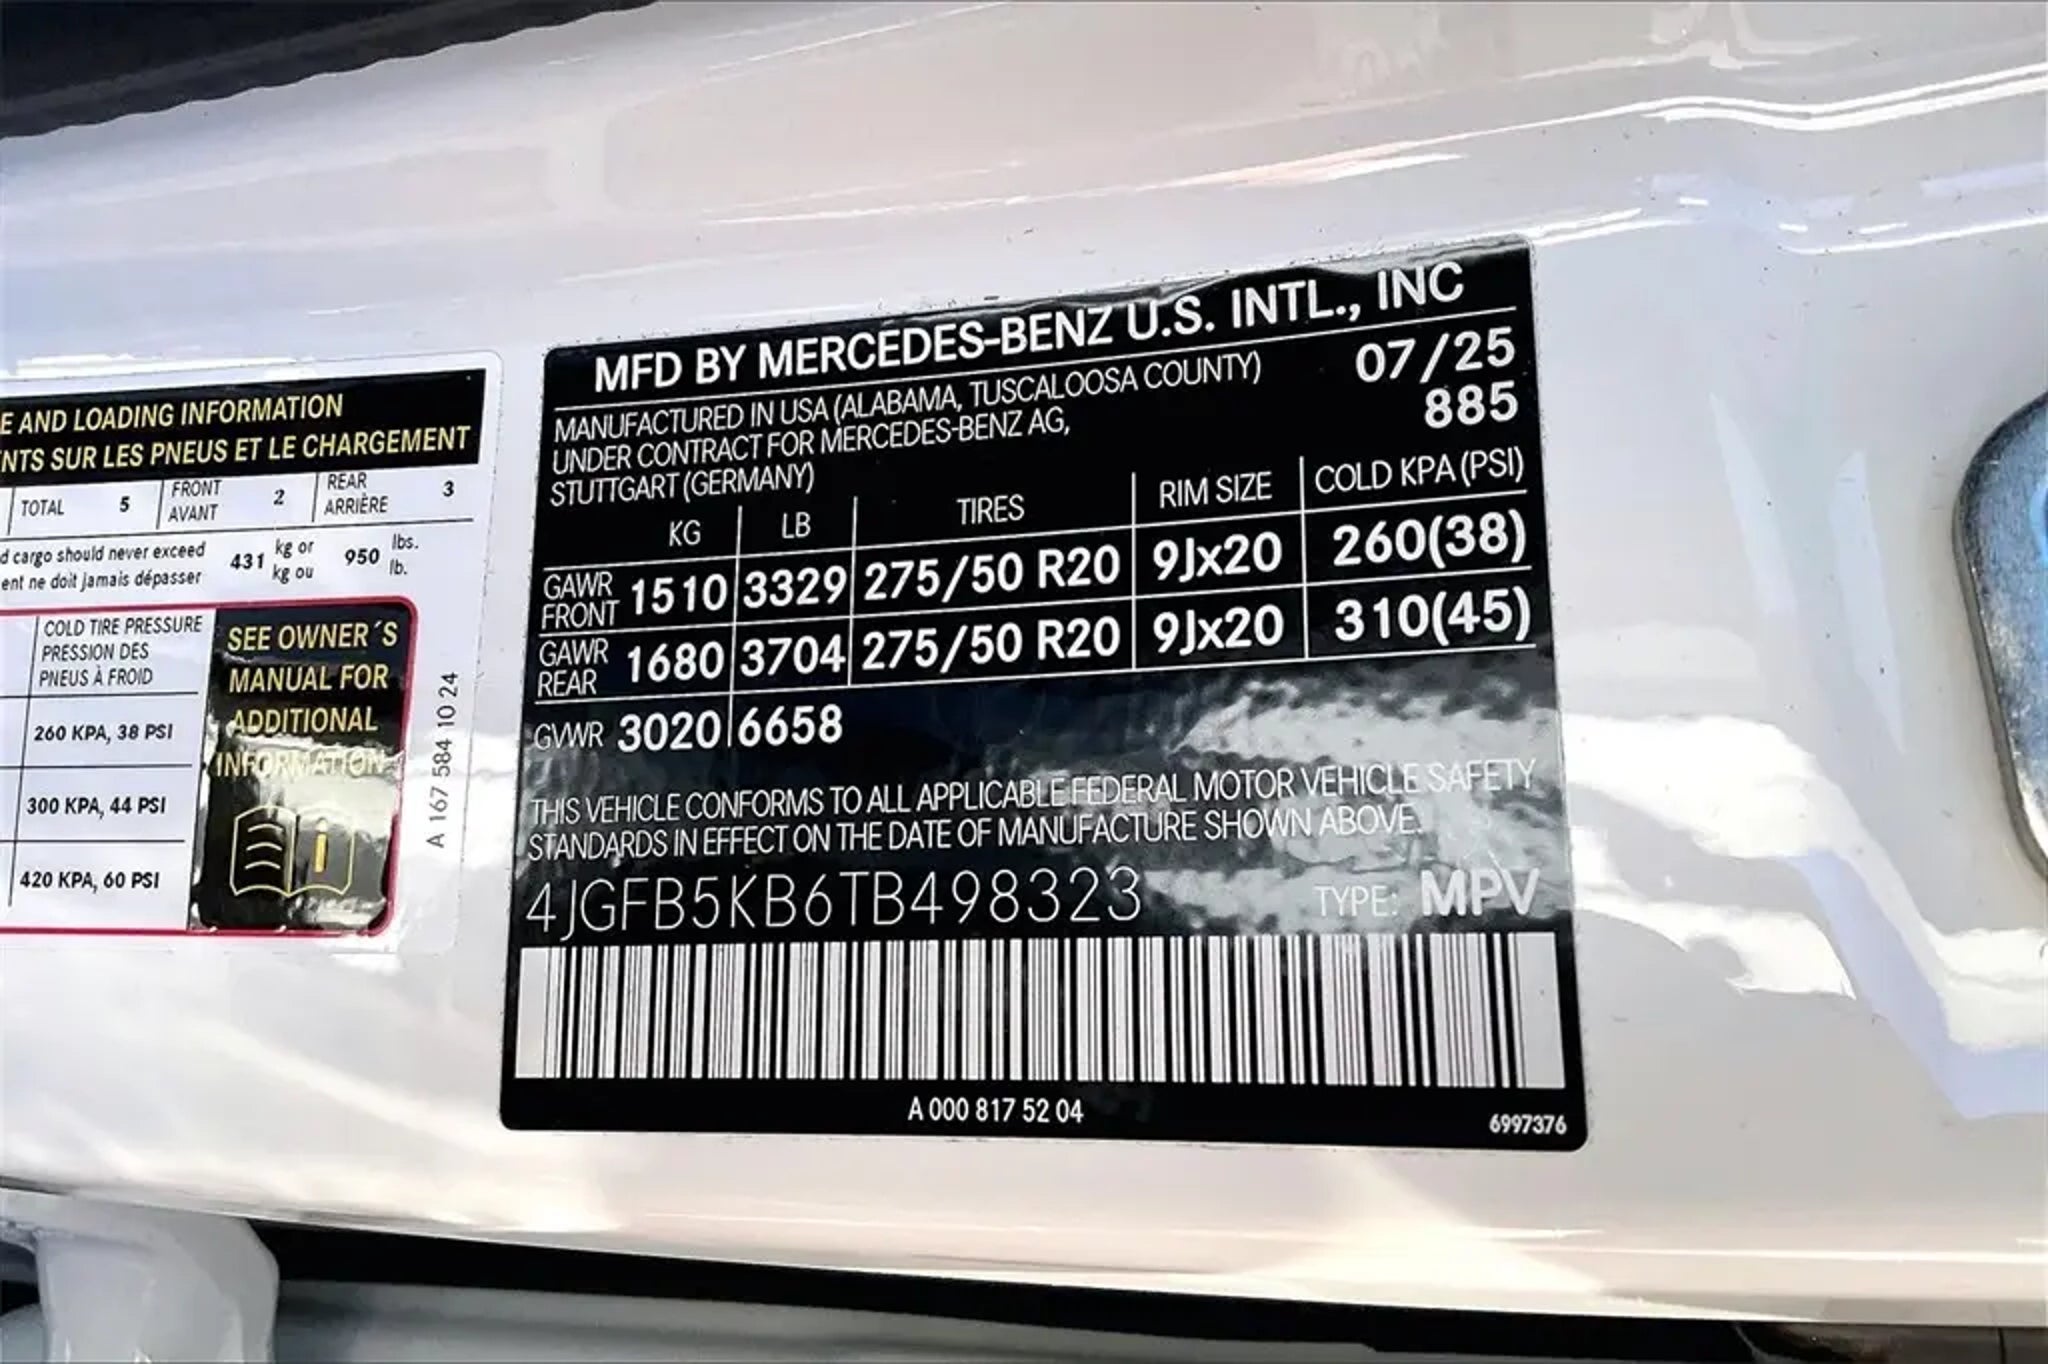 E AND LOADING INFORMATION
NTS SUR LES PNEUS ET LE CHARGEMENT
TOTAL 5 FRONT AVANT 2 REAR ARRIÈRE 3
d cargo should never exceed 431 kg or 950 lbs.
ent ne doit jamais dépasser kg ou lb.
COLD TIRE PRESSURE
PRESSION DES
PNEUS À FROID
260 KPA, 38 PSI
300 KPA, 44 PSI
420 KPA, 60 PSI
SEE OWNER´S
MANUAL FOR
ADDITIONAL
INFORMATION
i
A 167 584 10 24
MFD BY MERCEDES-BENZ U.S. INTL., INC
MANUFACTURED IN USA (ALABAMA, TUSCALOOSA COUNTY) 07/25
UNDER CONTRACT FOR MERCEDES-BENZ AG, 885
STUTTGART (GERMANY)
KG LB TIRES RIM SIZE COLD KPA (PSI)
GAWR FRONT 1510 3329 275/50 R20 9Jx20 260(38)
GAWR REAR 1680 3704 275/50 R20 9Jx20 310(45)
GVWR 3020 6658
THIS VEHICLE CONFORMS TO ALL APPLICABLE FEDERAL MOTOR VEHICLE SAFETY
STANDARDS IN EFFECT ON THE DATE OF MANUFACTURE SHOWN ABOVE.
4JGFB5KB6TB498323 TYPE: MPV
A 000 817 52 04
6997376